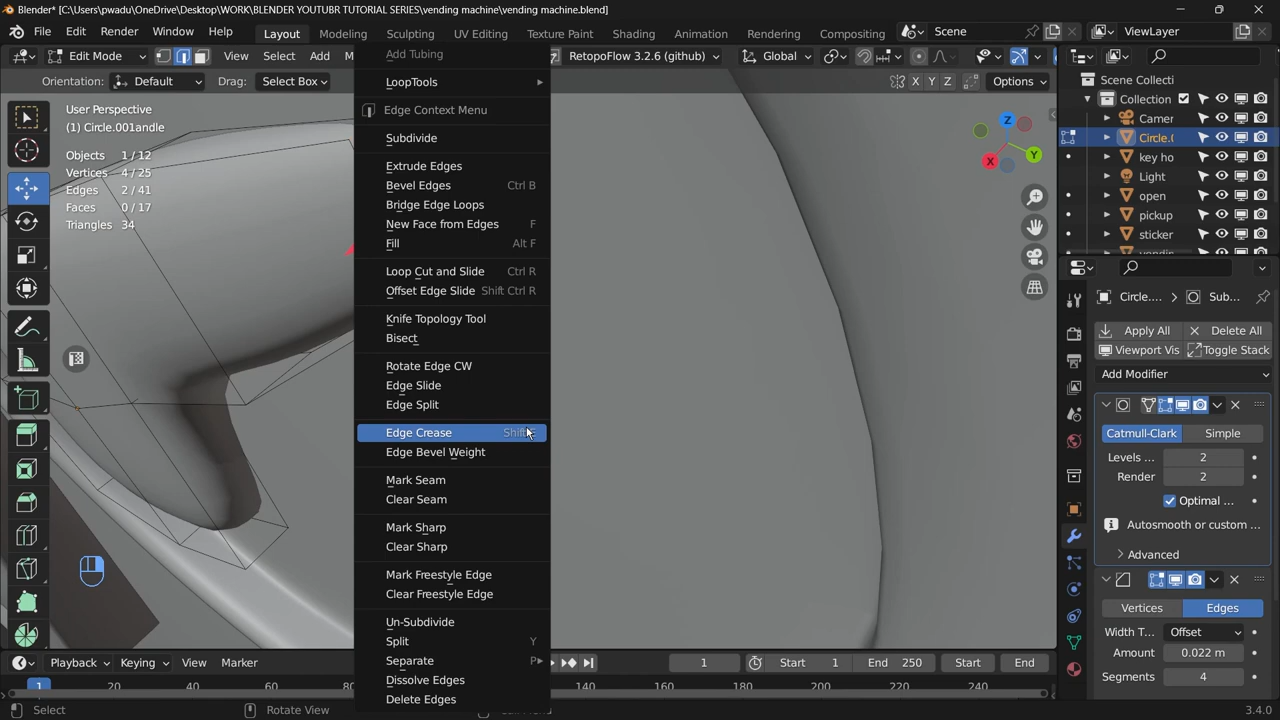 Blender* [C:\Users\pwadu\OneDrive\Desktop\WORK\BLENDER YOUTUBR TUTORIAL SERIES\vending machine\vending machine.blend]
File Edit Render Window Help Layout Modeling Sculpting UV Editing Texture Paint Shading Animation Rendering Compositing Scene ViewLayer
Edit Mode View Select Add RetopoFlow 3.2.6 (github) Global
Orientation: Default Drag: Select Box X Y Z Options
User Perspective
(1) Circle.001andle
Objects 1/12
Vertices 4/25
Edges 2/41
Faces 0/17
Triangles 34
Add Tubing
LoopTools
Edge Context Menu
Subdivide
Extrude Edges
Bevel Edges Ctrl B
Bridge Edge Loops
New Face from Edges F
Fill Alt F
Loop Cut and Slide Ctrl R
Offset Edge Slide Shift Ctrl R
Knife Topology Tool
Bisect
Rotate Edge CW
Edge Slide
Edge Split
Edge Crease Shift
Edge Bevel Weight
Mark Seam
Clear Seam
Mark Sharp
Clear Sharp
Mark Freestyle Edge
Clear Freestyle Edge
Un-Subdivide
Split Y
Separate P
Dissolve Edges
Delete Edges
Z
Y
X
Scene Collecti
Collection
Camer
Circle.(
key ho
Light
open
pickup
sticker
Circle.... Sub...
Apply All Delete All
Viewport Vis Toggle Stack
Add Modifier
Catmull-Clark Simple
Levels ... 2
Render 2
Optimal ...
Autosmooth or custom ...
Advanced
Vertices Edges
Width T... Offset
Amount 0.022 m
Segments 4
Playback Keying View Marker 1 Start 1 End 250 Start End
1 20 40 60 80 140 160 180 200 220 240
Select Rotate View 3.4.0